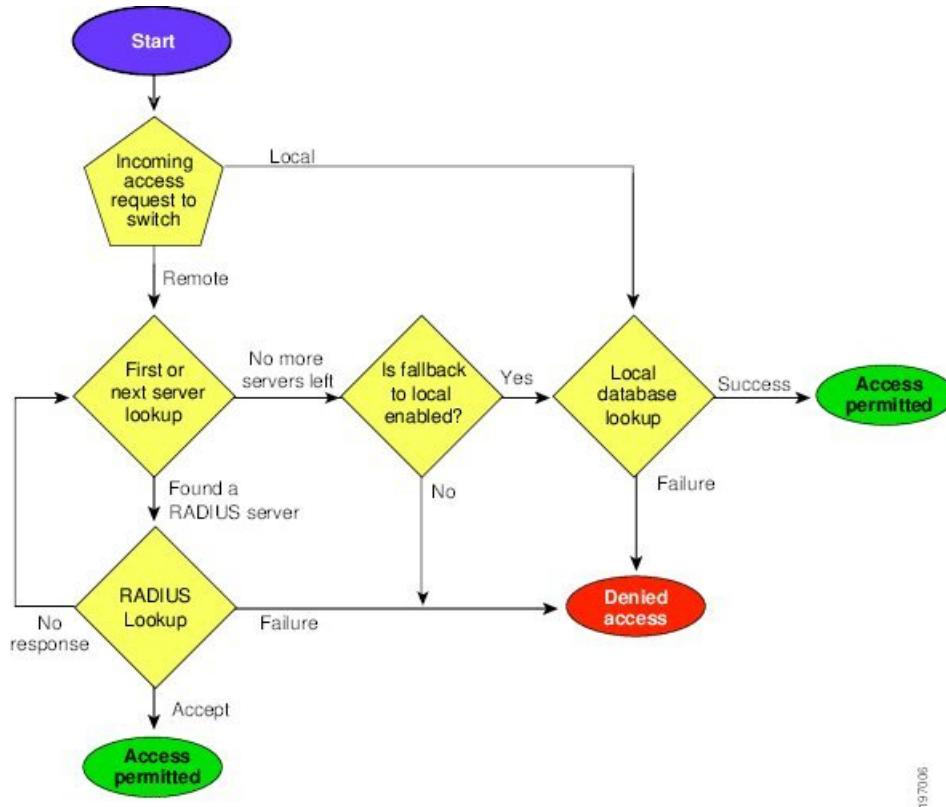 Start
Incoming
access
request to
switch
Local
Remote
First or
next server
lookup
No more
servers left
Is fallback
to local
enabled?
Yes
Local
database
lookup
Success
Access
permitted
Found a
RADIUS server
No
Failure
RADIUS
Lookup
No
response
Failure
Denied
access
Accept
Access
permitted
197006